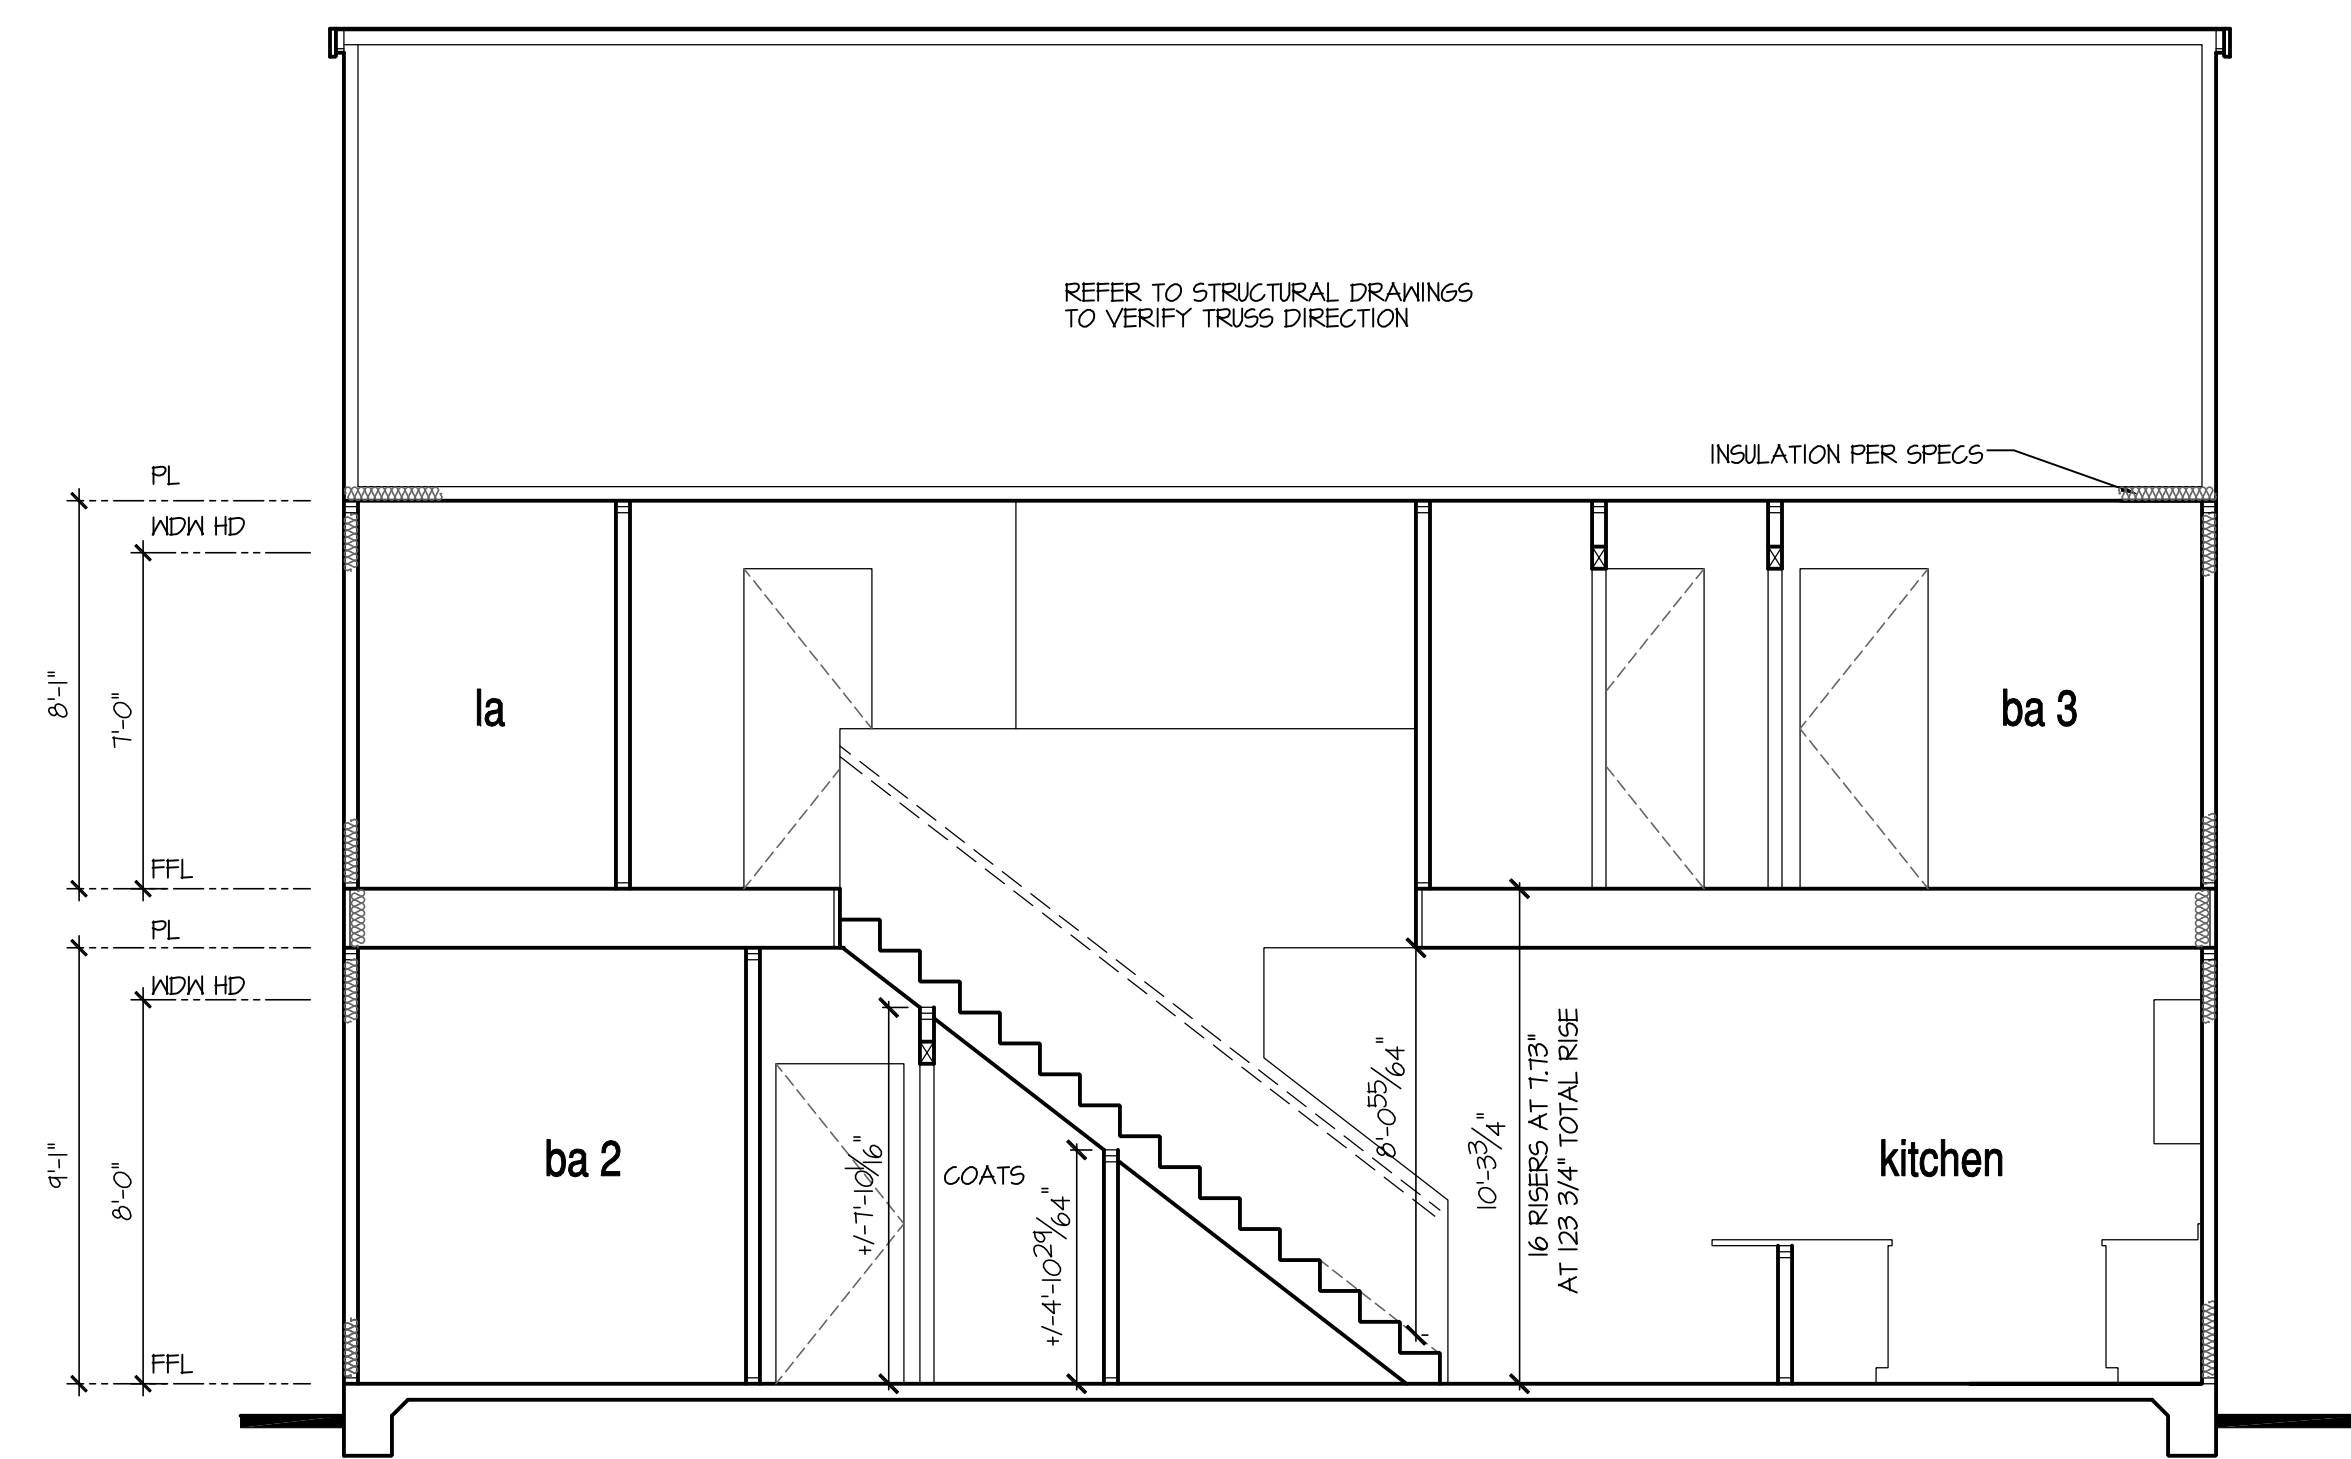 REFER TO STRUCTURAL DRAWINGS
TO VERIFY TRUSS DIRECTION
INSULATION PER SPECS
PL
WDW HD
8'-1"
7'-0"
la
ba 3
FFL
PL
WDW HD
9'-1"
8'-0"
ba 2
+/-7'-10 1/16"
COATS
+/-4'-10 29/64"
8'-0 55/64"
10'-3 3/4"
16 RISERS AT 7.73"
AT 123 3/4" TOTAL RISE
kitchen
FFL